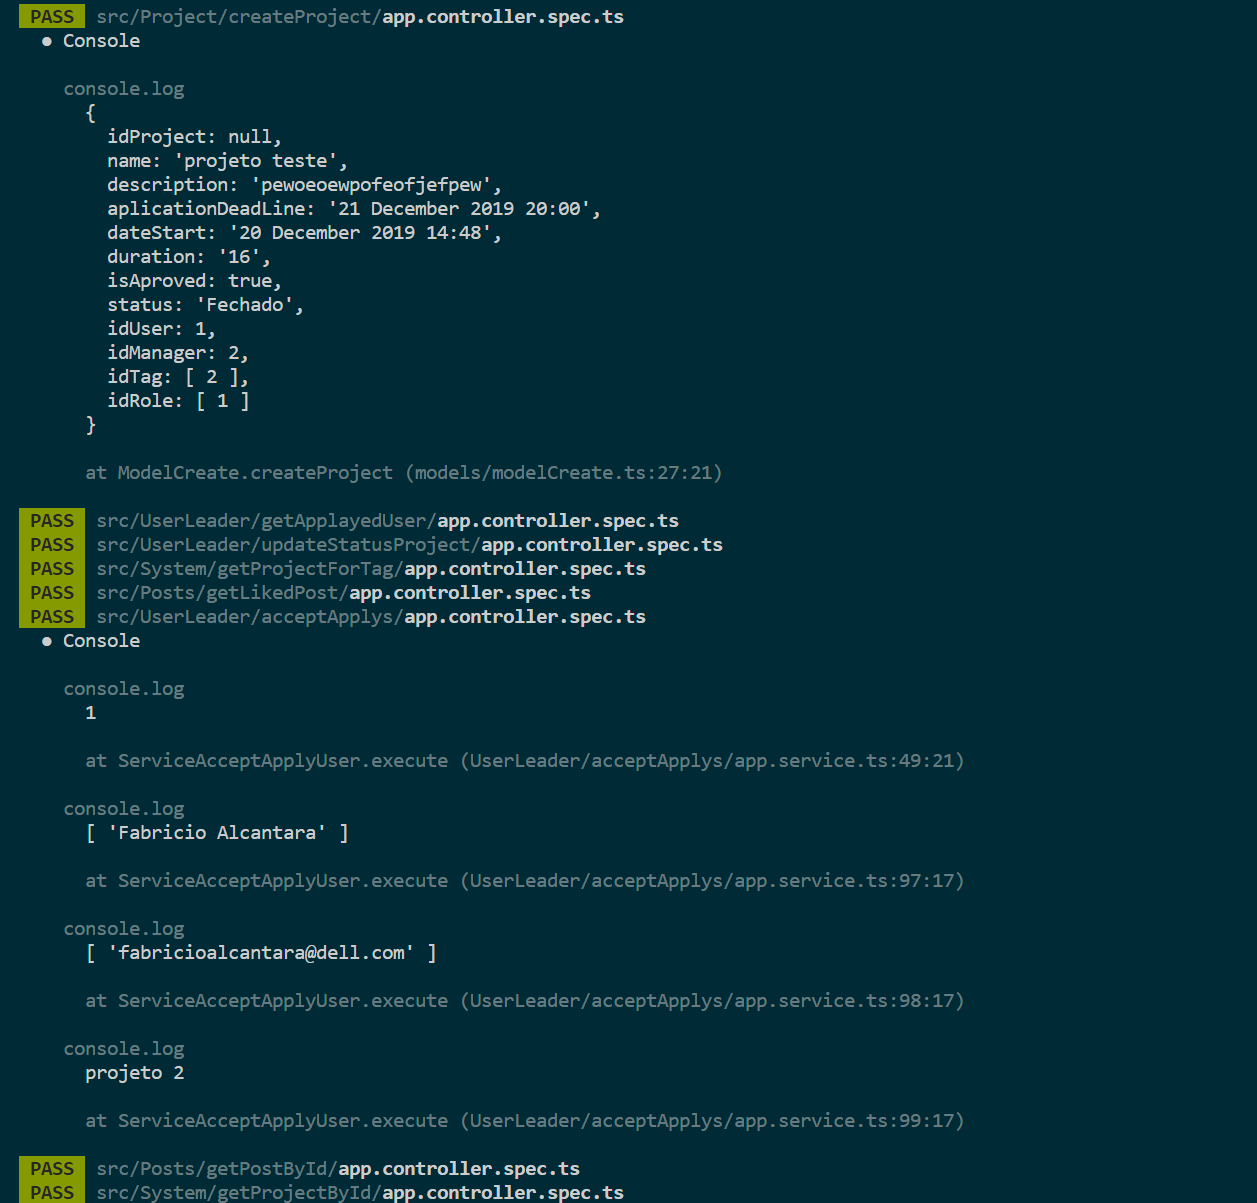 PASS src/Project/createProject/app.controller.spec.ts
● Console
console.log
{
idProject: null,
name: 'projeto teste',
description: 'pewoeoewpofeofjefpew',
aplicationDeadLine: '21 December 2019 20:00',
dateStart: '20 December 2019 14:48',
duration: '16',
isAproved: true,
status: 'Fechado',
idUser: 1,
idManager: 2,
idTag: [ 2 ],
idRole: [ 1 ]
}
at ModelCreate.createProject (models/modelCreate.ts:27:21)
PASS src/UserLeader/getApplayedUser/app.controller.spec.ts
PASS src/UserLeader/updateStatusProject/app.controller.spec.ts
PASS src/System/getProjectForTag/app.controller.spec.ts
PASS src/Posts/getLikedPost/app.controller.spec.ts
PASS src/UserLeader/acceptApplys/app.controller.spec.ts
● Console
console.log
1
at ServiceAcceptApplyUser.execute (UserLeader/acceptApplys/app.service.ts:49:21)
console.log
[ 'Fabricio Alcantara' ]
at ServiceAcceptApplyUser.execute (UserLeader/acceptApplys/app.service.ts:97:17)
console.log
[ 'fabricioalcantara@dell.com' ]
at ServiceAcceptApplyUser.execute (UserLeader/acceptApplys/app.service.ts:98:17)
console.log
projeto 2
at ServiceAcceptApplyUser.execute (UserLeader/acceptApplys/app.service.ts:99:17)
PASS src/Posts/getPostById/app.controller.spec.ts
PASS src/System/getProjectById/app.controller.spec.ts